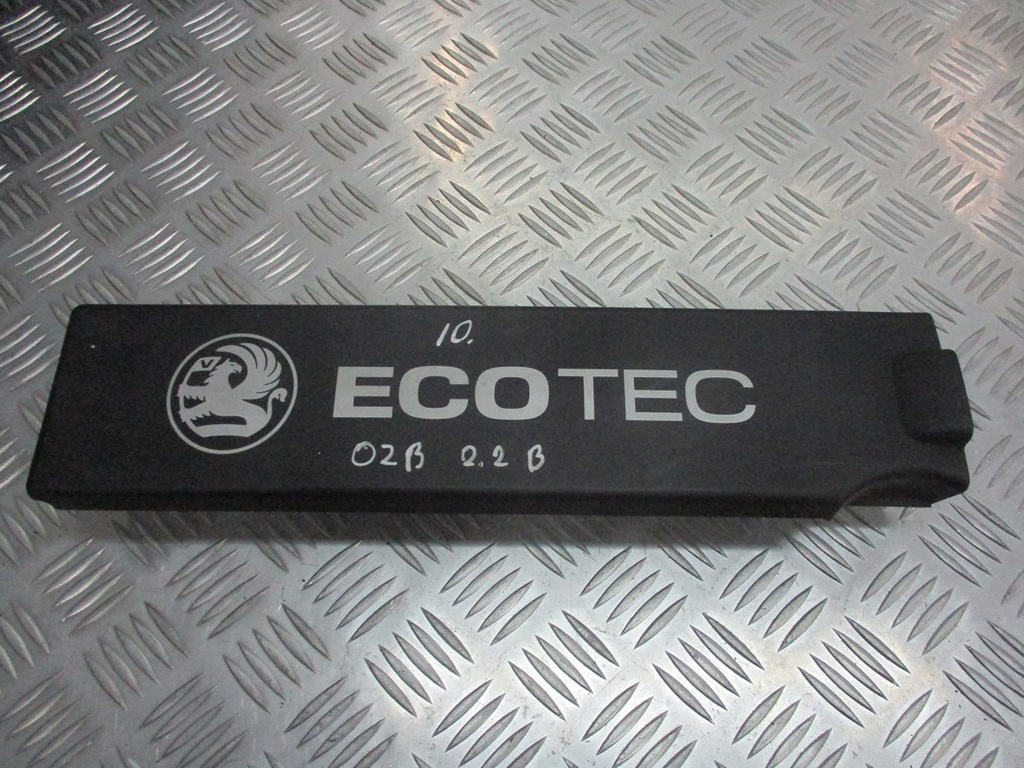 10.
V
ECOTEC
02B 2.2 B